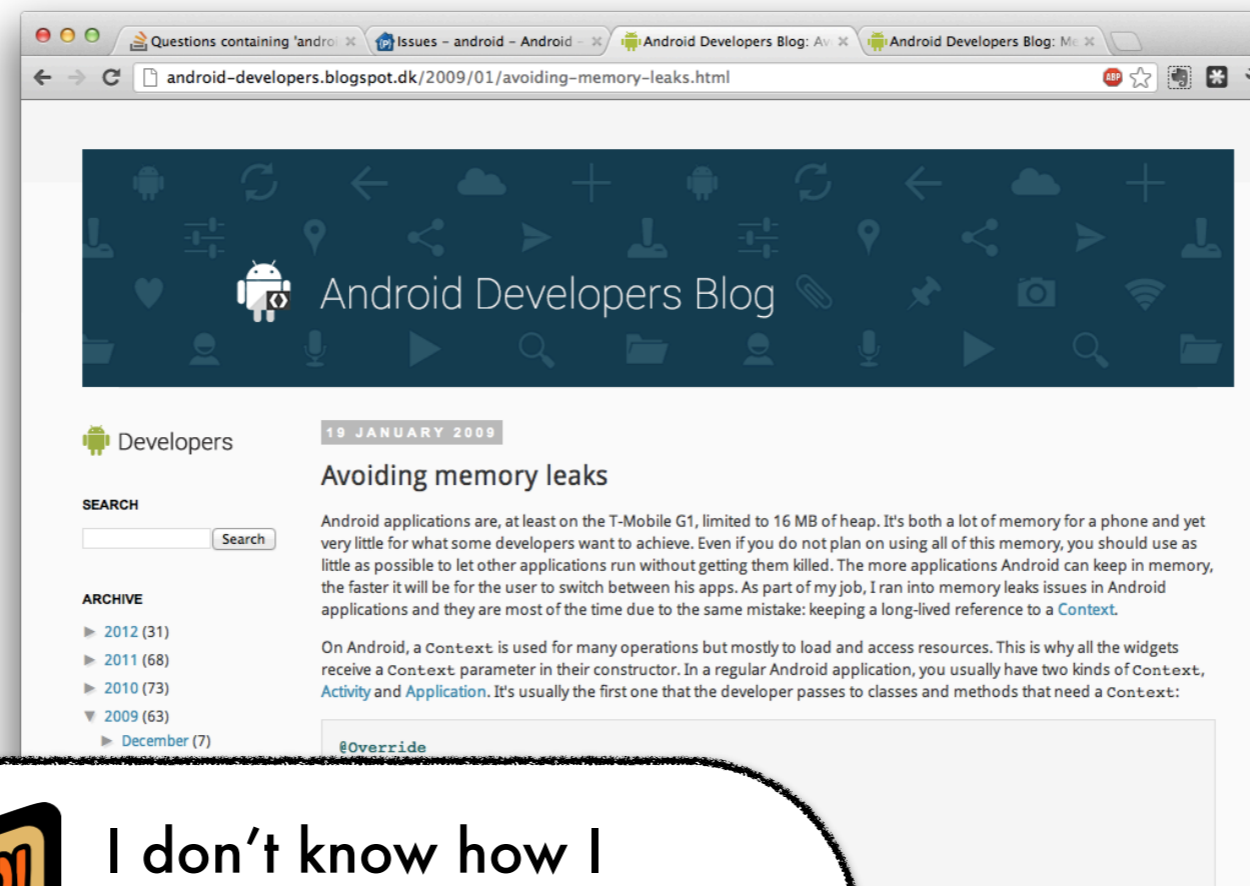 Questions containing 'androi
Issues – android – Android –
Android Developers Blog: Av
Android Developers Blog: Me
android-developers.blogspot.dk/2009/01/avoiding-memory-leaks.html
ABP
Android Developers Blog
Developers
SEARCH
Search
ARCHIVE
► 2012 (31)
► 2011 (68)
► 2010 (73)
▼ 2009 (63)
► December (7)
19 JANUARY 2009
Avoiding memory leaks
Android applications are, at least on the T-Mobile G1, limited to 16 MB of heap. It's both a lot of memory for a phone and yet
very little for what some developers want to achieve. Even if you do not plan on using all of this memory, you should use as
little as possible to let other applications run without getting them killed. The more applications Android can keep in memory,
the faster it will be for the user to switch between his apps. As part of my job, I ran into memory leaks issues in Android
applications and they are most of the time due to the same mistake: keeping a long-lived reference to a Context.
On Android, a Context is used for many operations but mostly to load and access resources. This is why all the widgets
receive a Context parameter in their constructor. In a regular Android application, you usually have two kinds of Context,
Activity and Application. It's usually the first one that the developer passes to classes and methods that need a Context:
@Override
I don't know how I